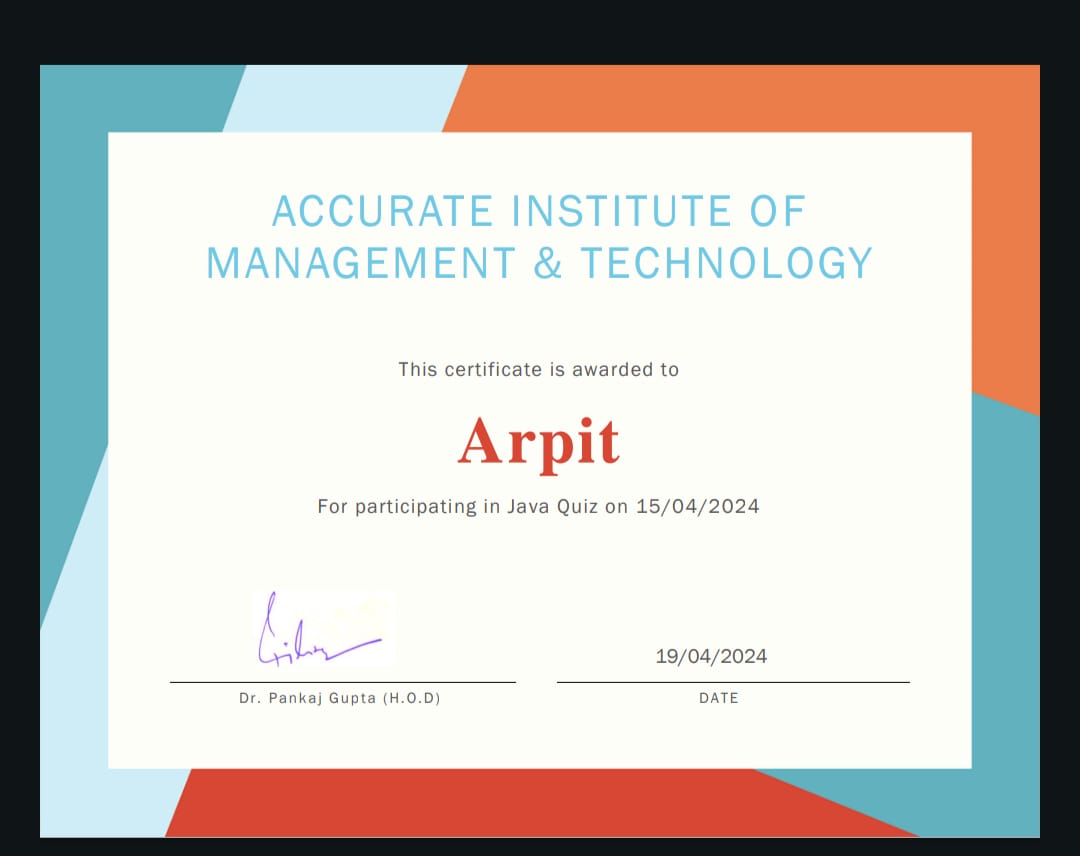 ACCURATE INSTITUTE OF
MANAGEMENT & TECHNOLOGY
This certificate is awarded to
Arpit
For participating in Java Quiz on 15/04/2024
19/04/2024
Dr. Pankaj Gupta (H.O.D)
DATE